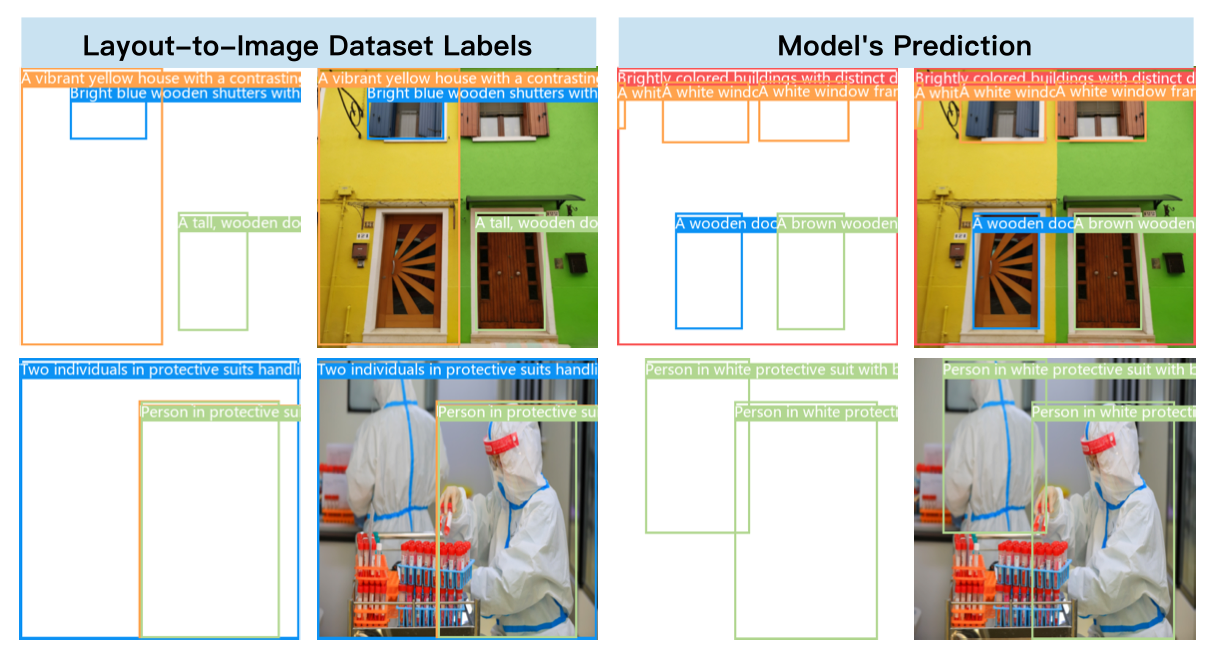 Layout-to-Image Dataset Labels
Model's Prediction
A vibrant yellow house with a contrasting
Bright blue wooden shutters with
A tall, wooden do
A vibrant yellow house with a contrasting
Bright blue wooden shutters with
A tall, wooden do
Brightly colored buildings with distinct d
A whit
A white windo
A white window fran
A wooden doo
A brown wooden
Brightly colored buildings with distinct d
A whit
A white windo
A white window fran
A wooden doo
A brown wooden
Two individuals in protective suits handli
Person in protective su
Two individuals in protective suits handli
Person in protective su
Person in white protective suit with b
Person in white protecti
Person in white protective suit with b
Person in white protecti